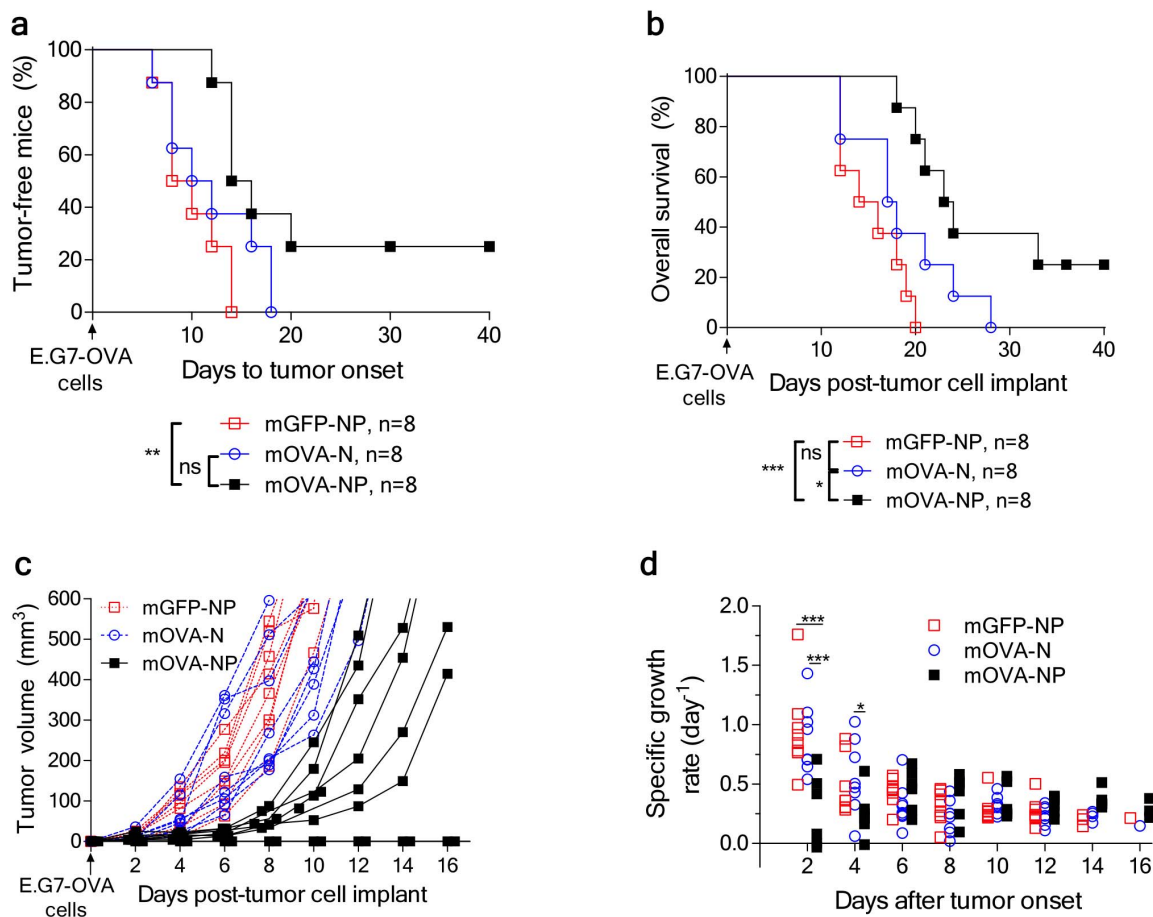 a
Tumor-free mice (%)
100
80
60
40
20
0
10
20
30
40
E.G7-OVA
cells
Days to tumor onset
mGFP-NP, n=8
mOVA-N, n=8
mOVA-NP, n=8
**
ns
b
Overall survival (%)
100
80
60
40
20
0
10
20
30
40
E.G7-OVA
cells
Days post-tumor cell implant
mGFP-NP, n=8
mOVA-N, n=8
mOVA-NP, n=8
***
ns
*
c
Tumor volume (mm³)
600
500
400
300
200
100
0
2
4
6
8
10
12
14
16
mGFP-NP
mOVA-N
mOVA-NP
E.G7-OVA
cells
Days post-tumor cell implant
d
Specific growth
rate (day⁻¹)
2.0
1.5
1.0
0.5
0.0
2
4
6
8
10
12
14
16
***
***
*
mGFP-NP
mOVA-N
mOVA-NP
Days after tumor onset